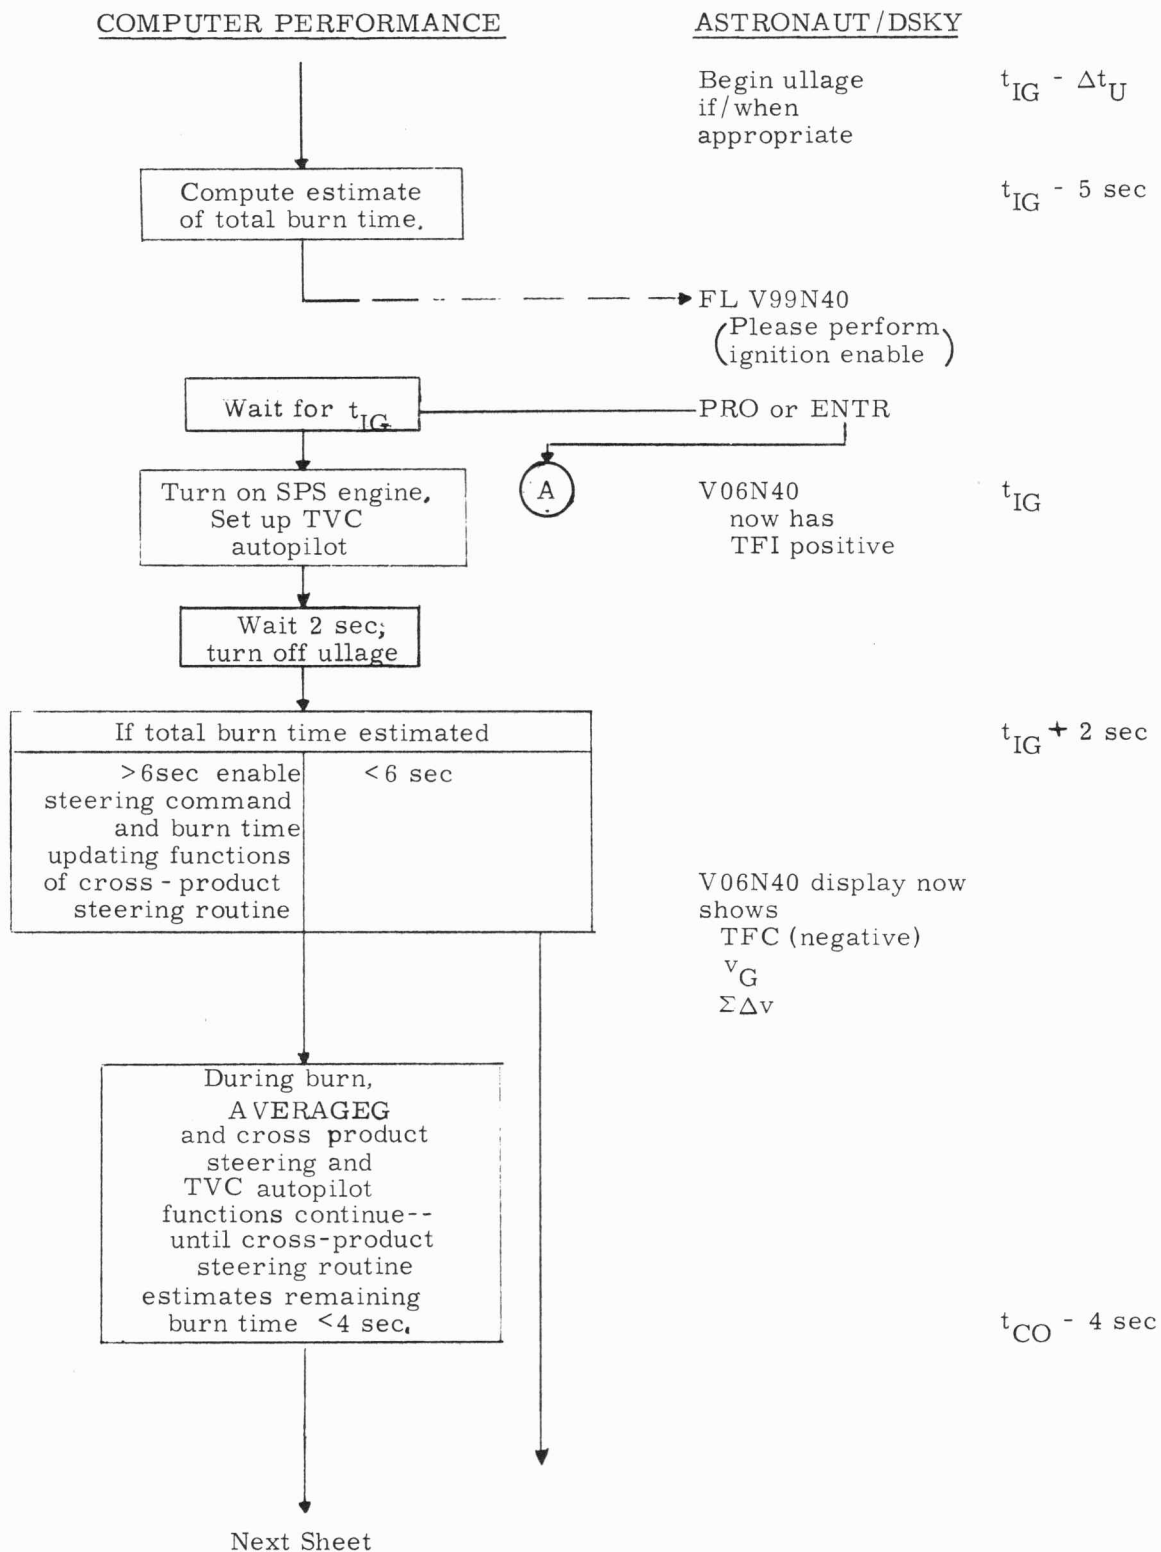 COMPUTER PERFORMANCE
ASTRONAUT/DSKY
Begin ullage
if/when
appropriate
tIG - ΔtU
Compute estimate
of total burn time.
tIG - 5 sec
FL V99N40
(Please perform
ignition enable)
Wait for tIG
PRO or ENTR
Turn on SPS engine.
Set up TVC
autopilot
A
V06N40
now has
TFI positive
tIG
Wait 2 sec;
turn off ullage
If total burn time estimated
tIG + 2 sec
>6sec enable
steering command
and burn time
updating functions
of cross - product
steering routine
<6 sec
V06N40 display now
shows
TFC (negative)
vG
ΣΔv
During burn,
AVERAGEG
and cross product
steering and
TVC autopilot
functions continue--
until cross-product
steering routine
estimates remaining
burn time <4 sec.
tCO - 4 sec
Next Sheet